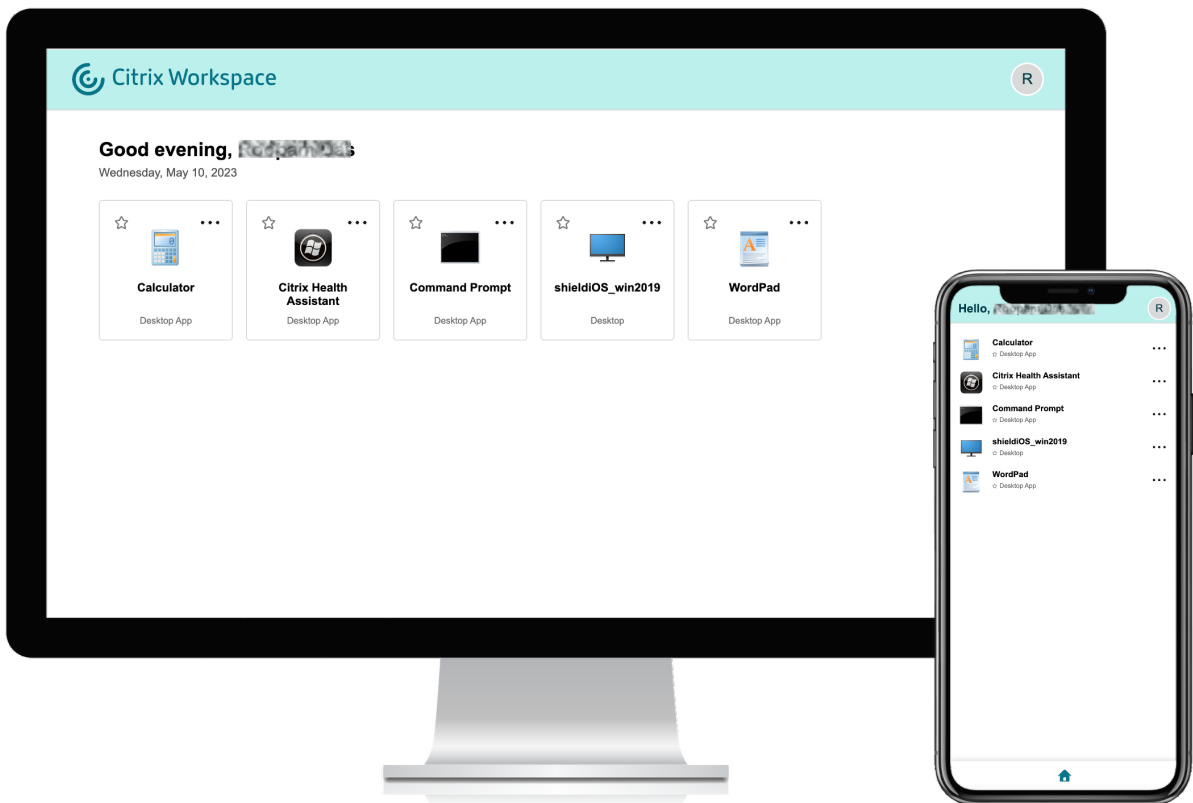 Citrix Workspace
R
Good evening,
Wednesday, May 10, 2023
Calculator
Desktop App
Citrix Health
Assistant
Desktop App
Command Prompt
Desktop App
shieldiOS_win2019
Desktop
WordPad
Desktop App
Hello,
R
Calculator
Desktop App
Citrix Health Assistant
Desktop App
Command Prompt
Desktop App
shieldiOS_win2019
Desktop
WordPad
Desktop App